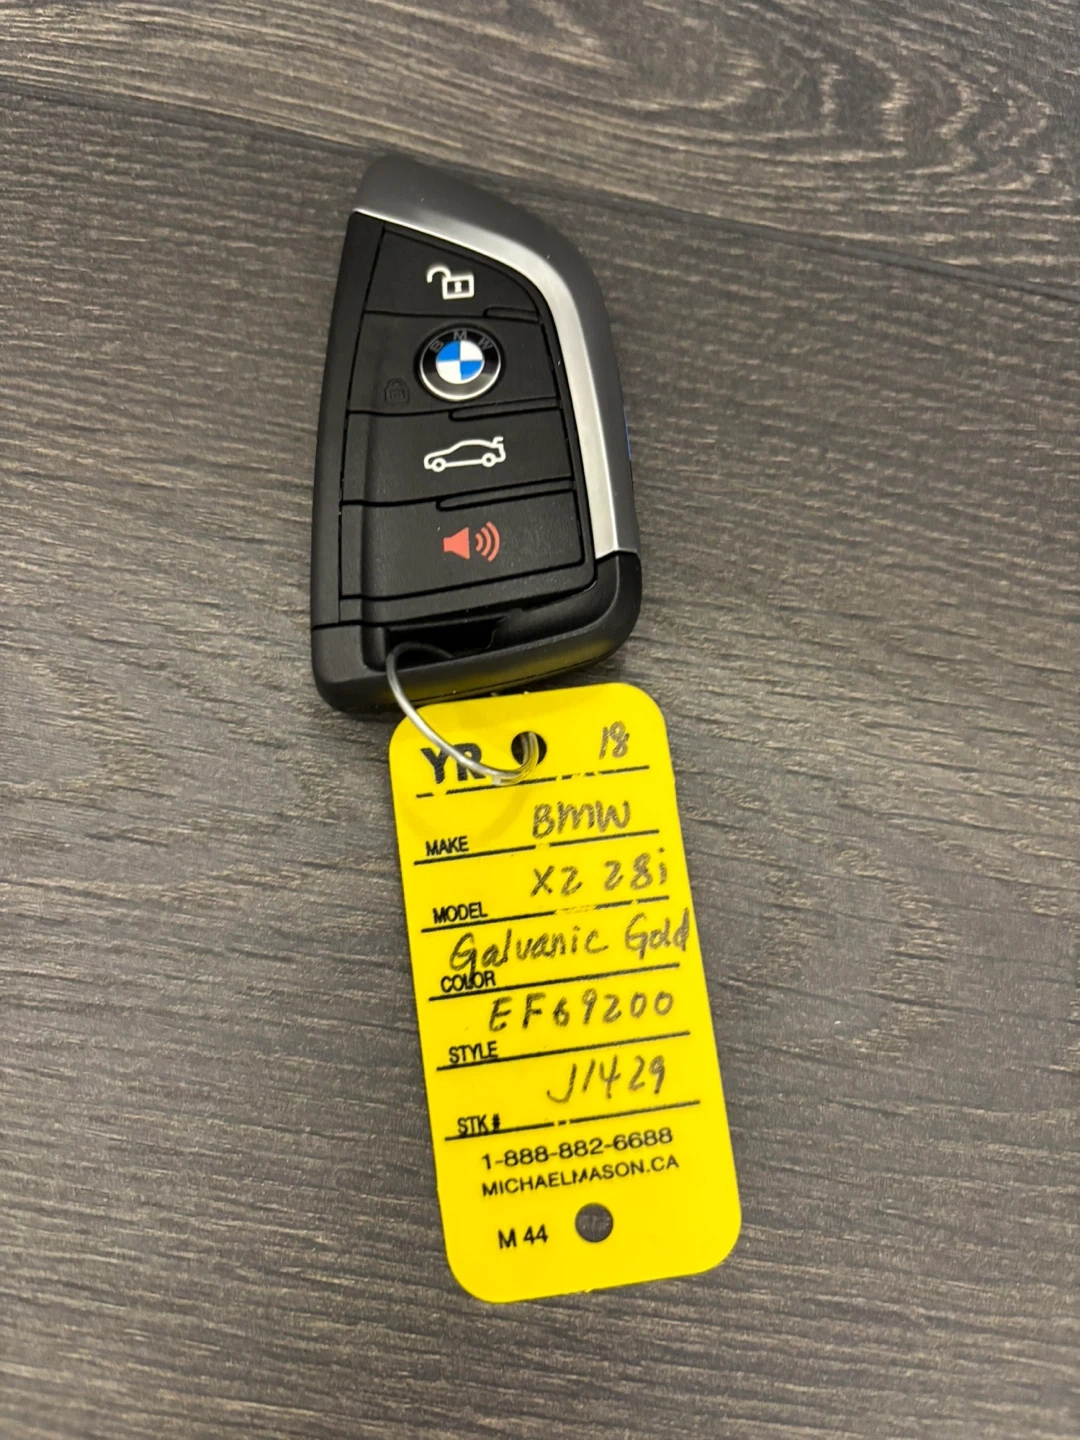 BMW
YR 18
MAKE BMW
MODEL X2 28i
COLOR Galvanic Gold
STYLE EF69200
STK# J1429
1-888-882-6688
MICHAELMASON.CA
M 44